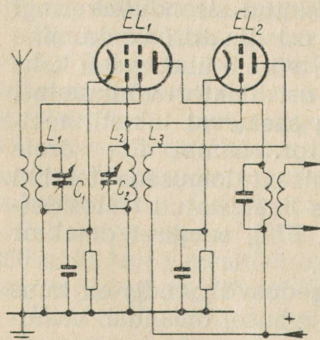 EL₁ EL₂
L₁ L₂ L₃
C₁ C₂
+